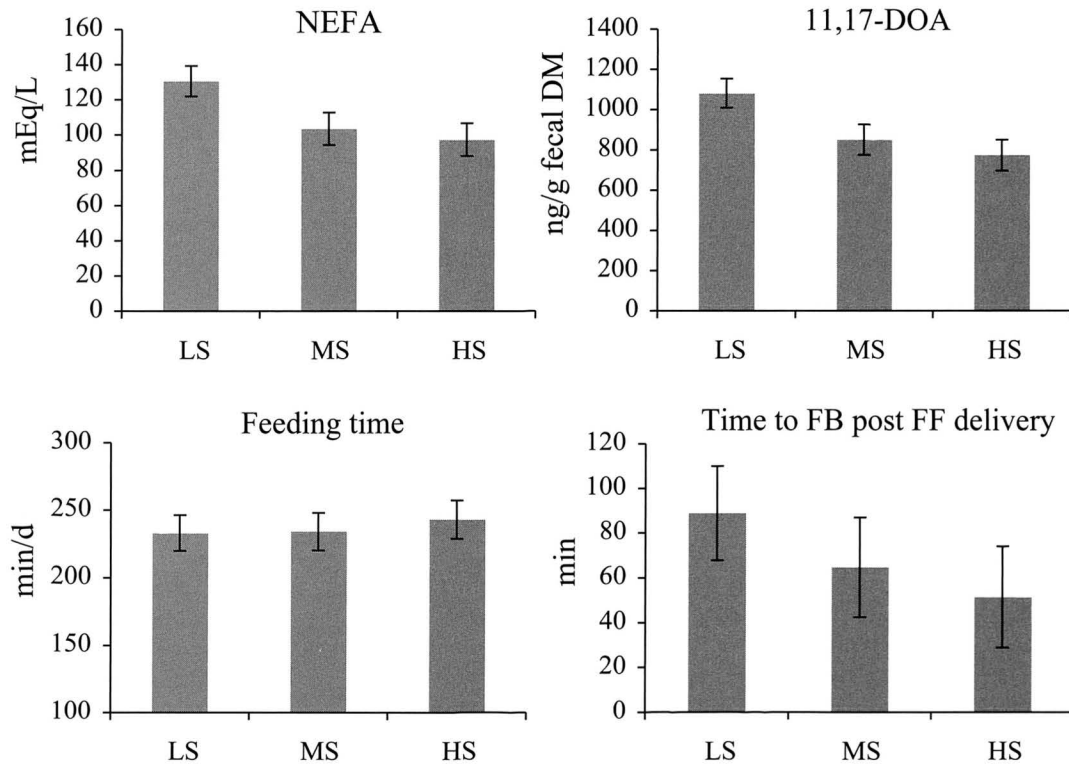 NEFA
mEq/L
160
140
120
100
80
60
40
20
0
LS MS HS
11,17-DOA
ng/g fecal DM
1400
1200
1000
800
600
400
200
0
LS MS HS
Feeding time
min/d
300
250
200
150
100
LS MS HS
Time to FB post FF delivery
min
120
100
80
60
40
20
0
LS MS HS